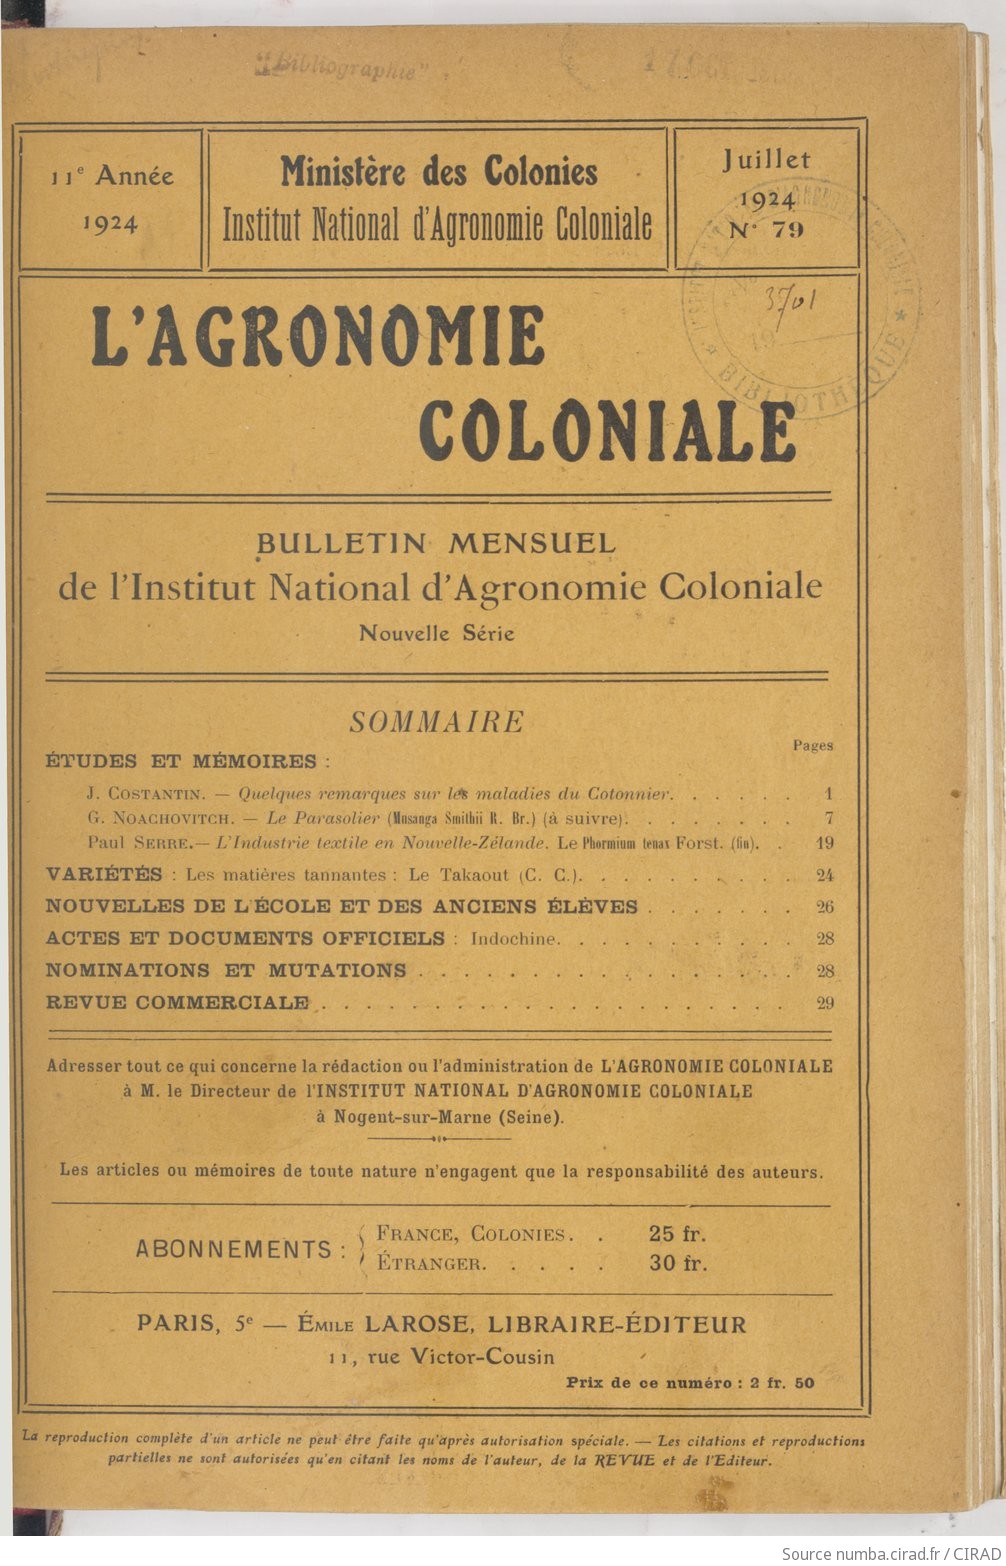 "Bibliographie"
11e Année
1924
Ministère des Colonies
Institut National d'Agronomie Coloniale
Juillet
1924
N° 79
3701
BIBLIOTHÈQUE
L'AGRONOMIE
COLONIALE
BULLETIN MENSUEL
de l'Institut National d'Agronomie Coloniale
Nouvelle Série
SOMMAIRE
Pages
ÉTUDES ET MÉMOIRES :
J. COSTANTIN. — Quelques remarques sur les maladies du Cotonnier. . . . . . . 1
G. NOACHOVITCH. — Le Parasolier (Musanga Smithii R. Br.) (à suivre). . . . . . . . 7
Paul SERRE. — L'Industrie textile en Nouvelle-Zélande. Le Phormium tenax Forst. (fin). . . 19
VARIÉTÉS : Les matières tannantes : Le Takaout (C. C.). . . . . . . . . . 24
NOUVELLES DE L'ÉCOLE ET DES ANCIENS ÉLÈVES . . . . . . . 26
ACTES ET DOCUMENTS OFFICIELS : Indochine. . . . . . . . . . . 28
NOMINATIONS ET MUTATIONS . . . . . . . . . . . . . 28
REVUE COMMERCIALE . . . . . . . . . . . . . . . . 29
Adresser tout ce qui concerne la rédaction ou l'administration de L'AGRONOMIE COLONIALE
à M. le Directeur de l'INSTITUT NATIONAL D'AGRONOMIE COLONIALE
à Nogent-sur-Marne (Seine).
Les articles ou mémoires de toute nature n'engagent que la responsabilité des auteurs.
ABONNEMENTS :
FRANCE, COLONIES. . 25 fr.
ÉTRANGER. . . . . 30 fr.
PARIS, 5e — ÉMILE LAROSE, LIBRAIRE-ÉDITEUR
11, rue Victor-Cousin
Prix de ce numéro : 2 fr. 50
La reproduction complète d'un article ne peut être faite qu'après autorisation spéciale. — Les citations et reproductions
partielles ne sont autorisées qu'en citant les noms de l'auteur, de la REVUE et de l'Editeur.
Source numba.cirad.fr / CIRAD